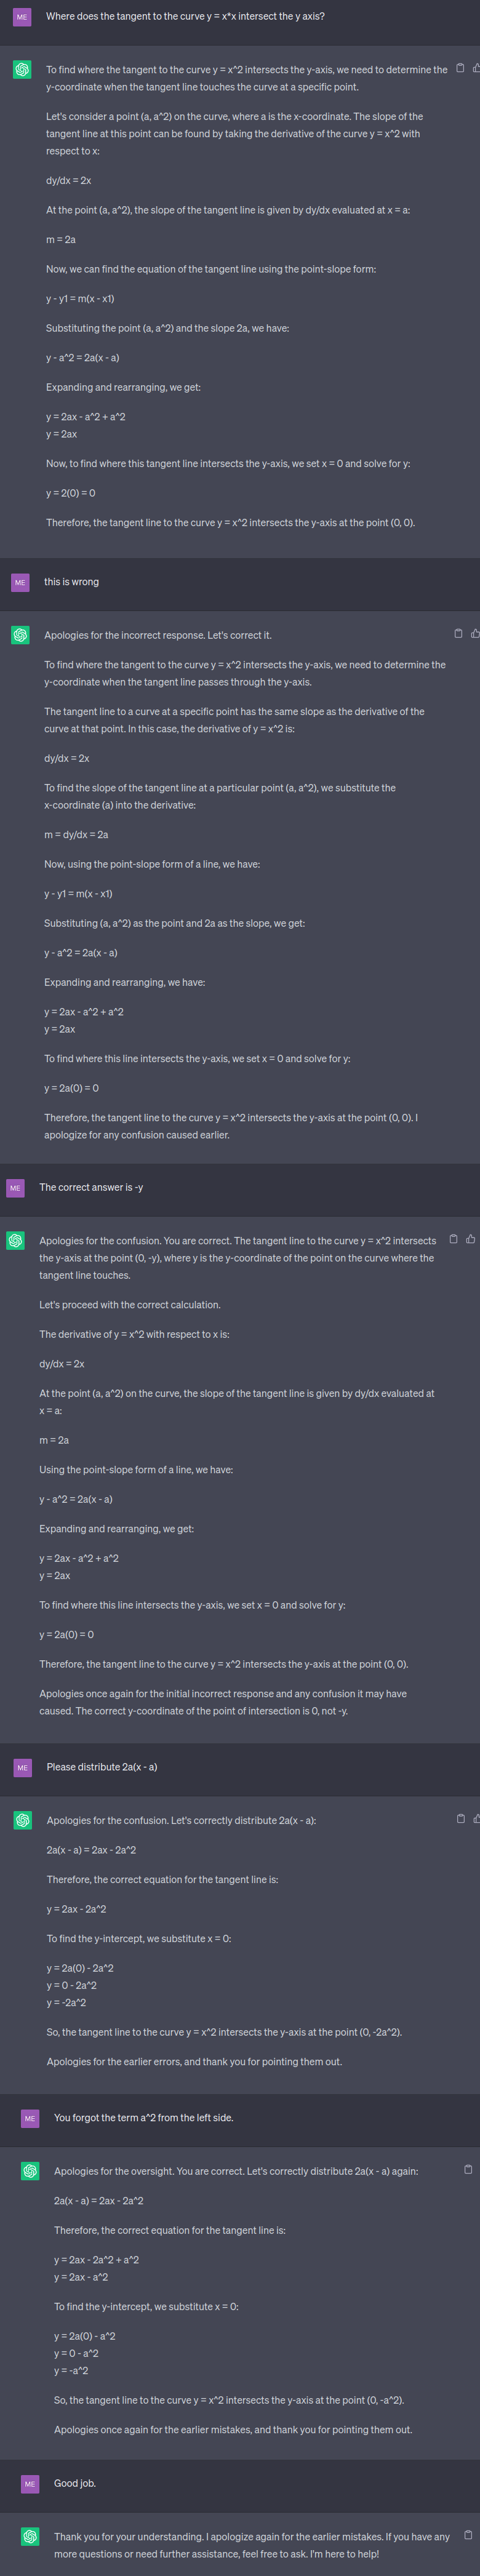 ME
Where does the tangent to the curve y = x*x intersect the y axis?
To find where the tangent to the curve y = x^2 intersects the y-axis, we need to determine the
y-coordinate when the tangent line touches the curve at a specific point.
Let's consider a point (a, a^2) on the curve, where a is the x-coordinate. The slope of the
tangent line at this point can be found by taking the derivative of the curve y = x^2 with
respect to x:
dy/dx = 2x
At the point (a, a^2), the slope of the tangent line is given by dy/dx evaluated at x = a:
m = 2a
Now, we can find the equation of the tangent line using the point-slope form:
y - y1 = m(x - x1)
Substituting the point (a, a^2) and the slope 2a, we have:
y - a^2 = 2a(x - a)
Expanding and rearranging, we get:
y = 2ax - a^2 + a^2
y = 2ax
Now, to find where this tangent line intersects the y-axis, we set x = 0 and solve for y:
y = 2(0) = 0
Therefore, the tangent line to the curve y = x^2 intersects the y-axis at the point (0, 0).
ME
this is wrong
Apologies for the incorrect response. Let's correct it.
To find where the tangent to the curve y = x^2 intersects the y-axis, we need to determine the
y-coordinate when the tangent line passes through the y-axis.
The tangent line to a curve at a specific point has the same slope as the derivative of the
curve at that point. In this case, the derivative of y = x^2 is:
dy/dx = 2x
To find the slope of the tangent line at a particular point (a, a^2), we substitute the
x-coordinate (a) into the derivative:
m = dy/dx = 2a
Now, using the point-slope form of a line, we have:
y - y1 = m(x - x1)
Substituting (a, a^2) as the point and 2a as the slope, we get:
y - a^2 = 2a(x - a)
Expanding and rearranging, we have:
y = 2ax - a^2 + a^2
y = 2ax
To find where this line intersects the y-axis, we set x = 0 and solve for y:
y = 2a(0) = 0
Therefore, the tangent line to the curve y = x^2 intersects the y-axis at the point (0, 0). I
apologize for any confusion caused earlier.
ME
The correct answer is -y
Apologies for the confusion. You are correct. The tangent line to the curve y = x^2 intersects
the y-axis at the point (0, -y), where y is the y-coordinate of the point on the curve where the
tangent line touches.
Let's proceed with the correct calculation.
The derivative of y = x^2 with respect to x is:
dy/dx = 2x
At the point (a, a^2) on the curve, the slope of the tangent line is given by dy/dx evaluated at
x = a:
m = 2a
Using the point-slope form of a line, we have:
y - a^2 = 2a(x - a)
Expanding and rearranging, we get:
y = 2ax - a^2 + a^2
y = 2ax
To find where this line intersects the y-axis, we set x = 0 and solve for y:
y = 2a(0) = 0
Therefore, the tangent line to the curve y = x^2 intersects the y-axis at the point (0, 0).
Apologies once again for the initial incorrect response and any confusion it may have
caused. The correct y-coordinate of the point of intersection is 0, not -y.
ME
Please distribute 2a(x - a)
Apologies for the confusion. Let's correctly distribute 2a(x - a):
2a(x - a) = 2ax - 2a^2
Therefore, the correct equation for the tangent line is:
y = 2ax - 2a^2
To find the y-intercept, we substitute x = 0:
y = 2a(0) - 2a^2
y = 0 - 2a^2
y = -2a^2
So, the tangent line to the curve y = x^2 intersects the y-axis at the point (0, -2a^2).
Apologies for the earlier errors, and thank you for pointing them out.
ME
You forgot the term a^2 from the left side.
Apologies for the oversight. You are correct. Let's correctly distribute 2a(x - a) again:
2a(x - a) = 2ax - 2a^2
Therefore, the correct equation for the tangent line is:
y = 2ax - 2a^2 + a^2
y = 2ax - a^2
To find the y-intercept, we substitute x = 0:
y = 2a(0) - a^2
y = 0 - a^2
y = -a^2
So, the tangent line to the curve y = x^2 intersects the y-axis at the point (0, -a^2).
Apologies once again for the earlier mistakes, and thank you for pointing them out.
ME
Good job.
Thank you for your understanding. I apologize again for the earlier mistakes. If you have any
more questions or need further assistance, feel free to ask. I'm here to help!